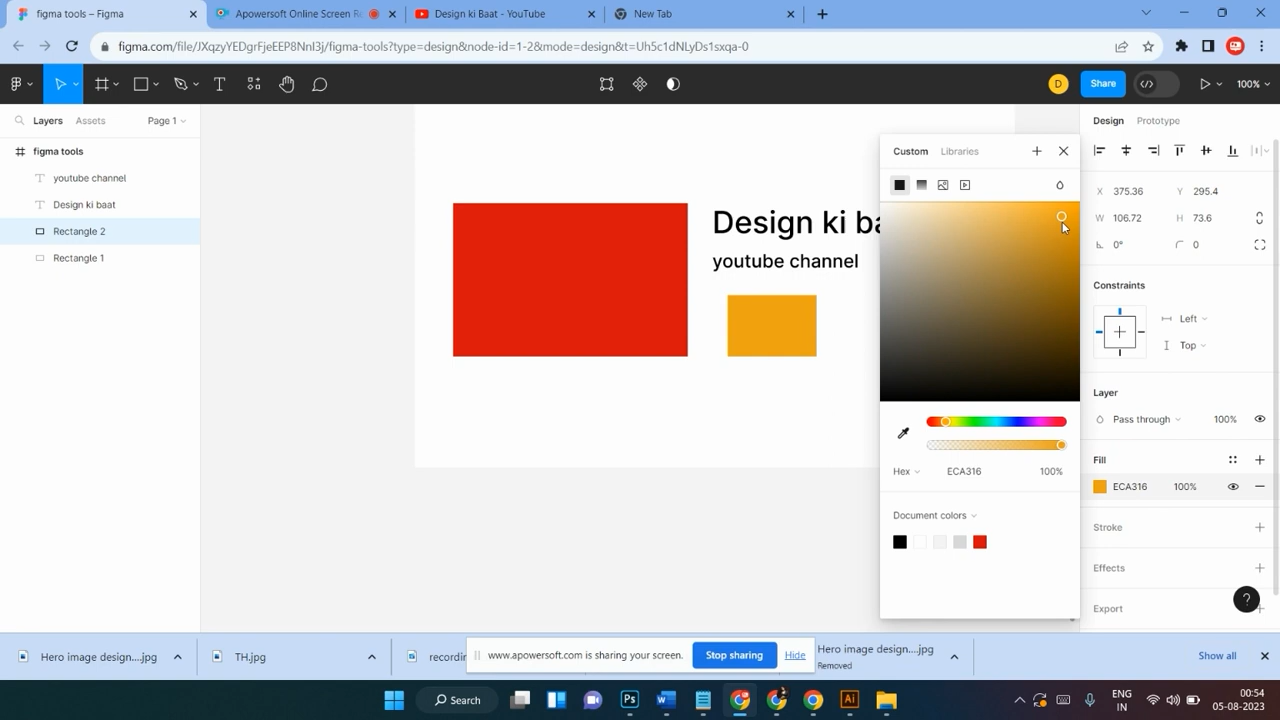 figma tools – Figma
Apowersoft Online Screen Re
Design ki Baat - YouTube
New Tab
figma.com/file/JXqzyYEDgrFjeEEP8NnI3j/figma-tools?type=design&node-id=1-2&mode=design&t=Uh5c1dNLyDs1sxqa-0
D
Share
100%
Layers
Assets
Page 1
figma tools
youtube channel
Design ki baat
Rectangle 2
Rectangle 1
Design ki ba
youtube channel
Custom
Libraries
Hex
ECA316
100%
Document colors
Design
Prototype
X 375.36
Y 295.4
W 106.72
H 73.6
0°
0
Constraints
Left
Top
Layer
Pass through
100%
Fill
ECA316
100%
Stroke
Effects
Export
?
Hero image design....jpg
TH.jpg
recording
www.apowersoft.com is sharing your screen.
Stop sharing
Hide
Hero image design....jpg
Removed
Show all
Search
ENG
IN
00:54
05-08-2023